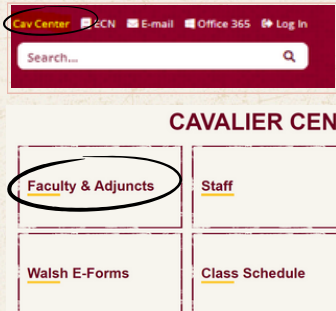 Cav Center ECN E-mail Office 365 Log In
Search...
CAVALIER CEN
Faculty & Adjuncts Staff
Walsh E-Forms Class Schedule